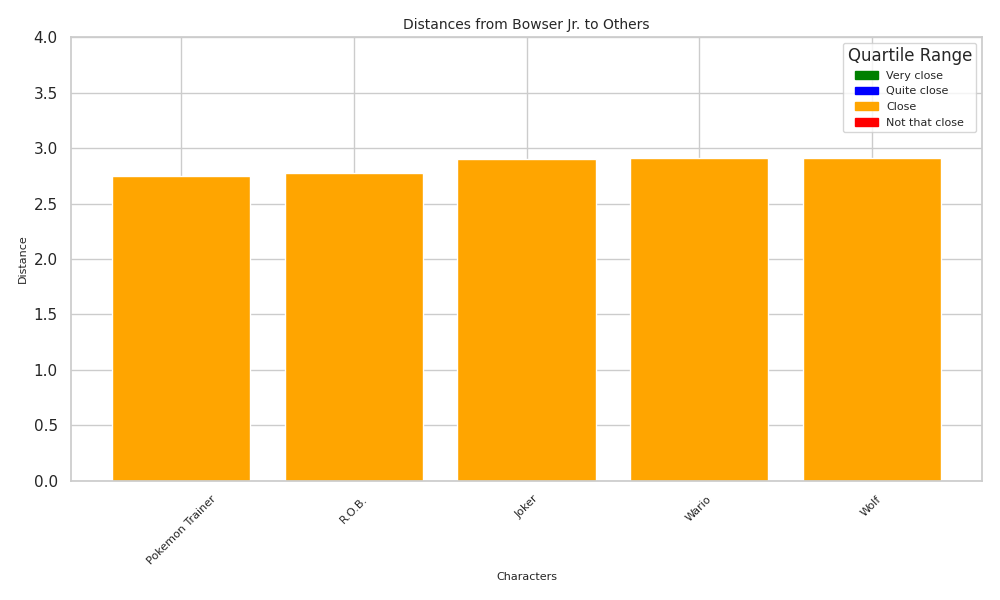 Distances from Bowser Jr. to Others
Quartile Range
Very close
Quite close
Close
Not that close
Distance
4.0
3.5
3.0
2.5
2.0
1.5
1.0
0.5
0.0
Pokemon Trainer
R.O.B.
Joker
Wario
Wolf
Characters